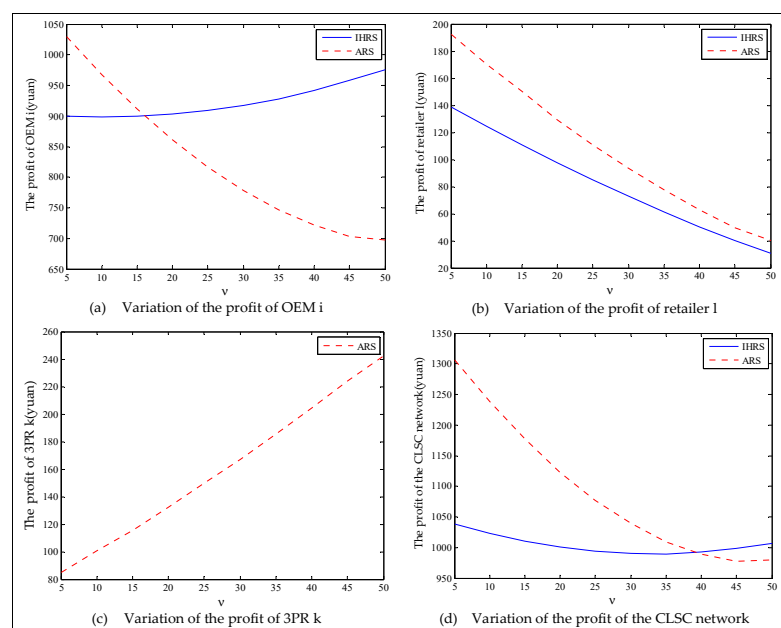 1050
1000
950
900
850
800
750
700
650
The profit of OEM i(yuan)
IHRS
ARS
5 10 15 20 25 30 35 40 45 50
ν
(a) Variation of the profit of OEM i
200
180
160
140
120
100
80
60
40
20
The profit of retailer l(yuan)
IHRS
ARS
5 10 15 20 25 30 35 40 45 50
ν
(b) Variation of the profit of retailer l
260
240
220
200
180
160
140
120
100
80
The profit of 3PR k(yuan)
ARS
5 10 15 20 25 30 35 40 45 50
ν
(c) Variation of the profit of 3PR k
1350
1300
1250
1200
1150
1100
1050
1000
950
The profit of the CLSC network(yuan)
IHRS
ARS
5 10 15 20 25 30 35 40 45 50
ν
(d) Variation of the profit of the CLSC network